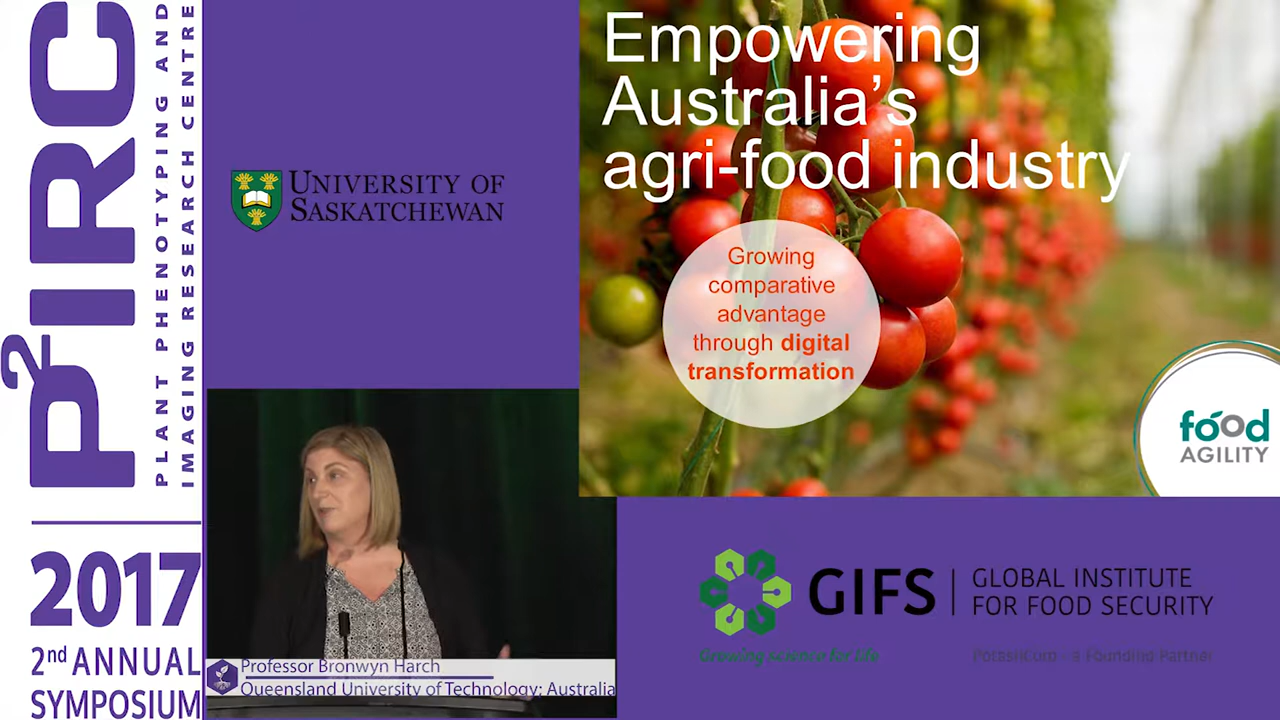 P²IRC
PLANT PHENOTYPING AND
IMAGING RESEARCH CENTRE
2017
2nd ANNUAL
SYMPOSIUM
UNIVERSITY OF
SASKATCHEWAN
Empowering
Australia's
agri-food industry
Growing
comparative
advantage
through digital
transformation
food
AGILITY
Professor Bronwyn Harch
Queensland University of Technology; Australia
GIFS
GLOBAL INSTITUTE
FOR FOOD SECURITY
Growing science for life
PotashCorp - a Founding Partner